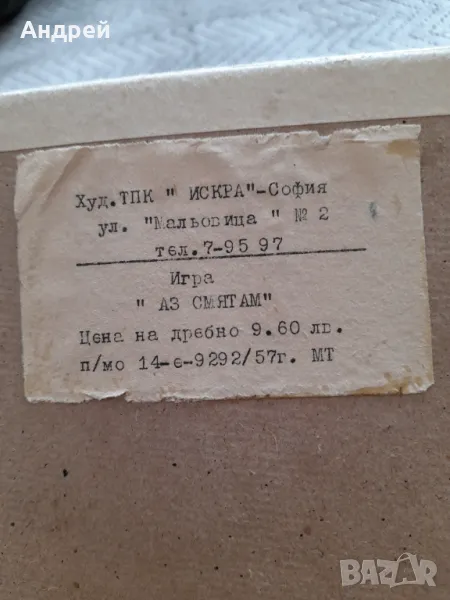 Андрей
Худ.ТПК " ИСКРА"-София
ул. "Мальовица " № 2
тел.7-95 97
Игра
" АЗ СМЯТАМ"
Цена на дребно 9.60 лв.
п/мо 14-е-9292/57г. МТ
BAZAR